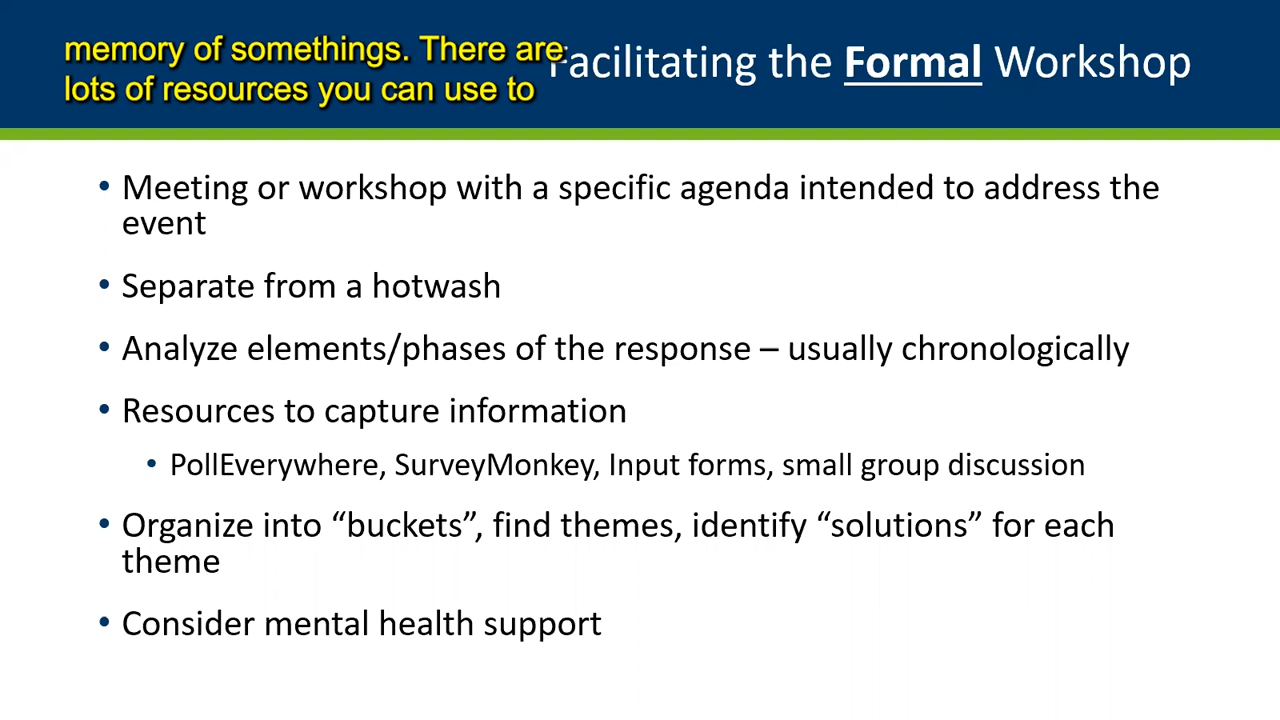 memory of somethings. There are
lots of resources you can use to
Facilitating the Formal Workshop
• Meeting or workshop with a specific agenda intended to address the
event
• Separate from a hotwash
• Analyze elements/phases of the response – usually chronologically
• Resources to capture information
• PollEverywhere, SurveyMonkey, Input forms, small group discussion
• Organize into “buckets”, find themes, identify “solutions” for each
theme
• Consider mental health support